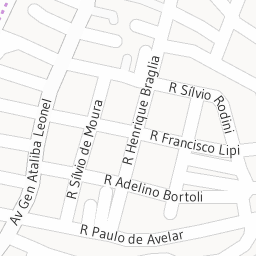 R Sílvio Rodini
R Henrique Braglia
Av Gen Ataliba Leonel
R Sílvio de Moura
R Francisco Lipi
R Adelino Bortoli
R Paulo de Avelar